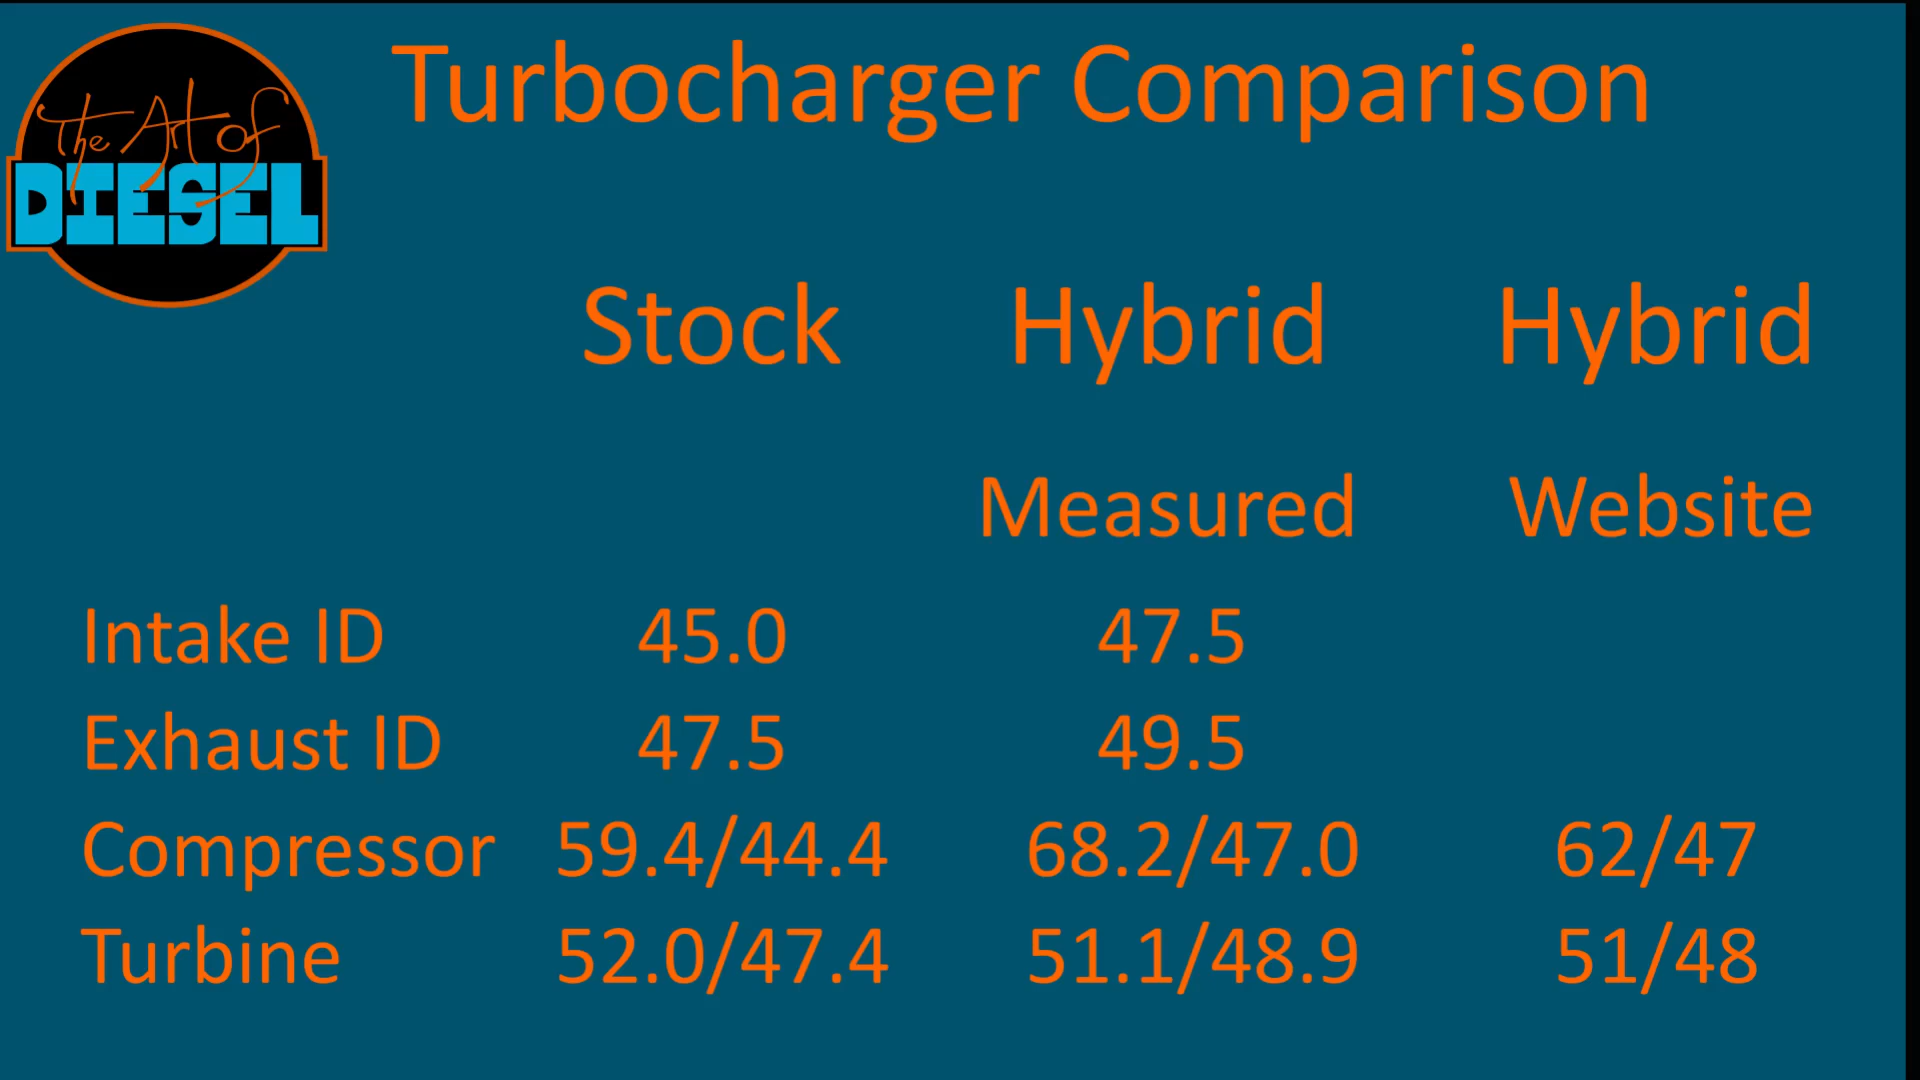 The Art of
DIESEL
Turbocharger Comparison
Stock Hybrid Hybrid
Measured Website
Intake ID 45.0 47.5
Exhaust ID 47.5 49.5
Compressor 59.4/44.4 68.2/47.0 62/47
Turbine 52.0/47.4 51.1/48.9 51/48